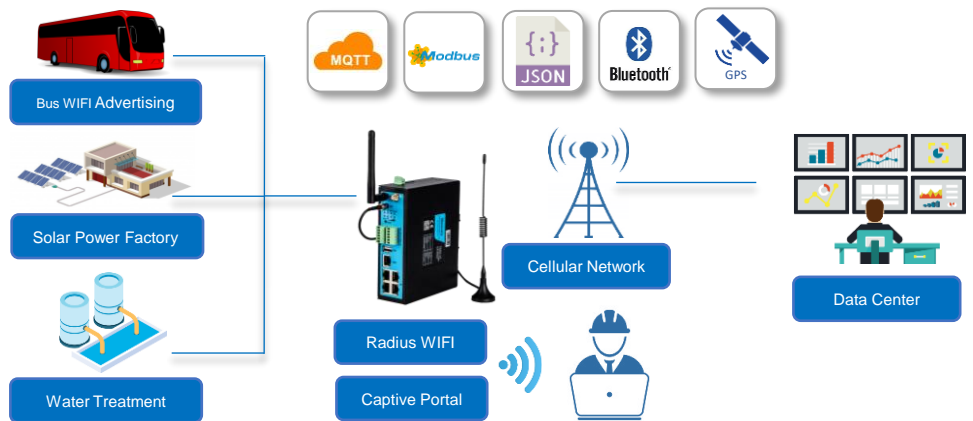 MQTT
Modbus
{;}
JSON
Bluetooth
GPS
Bus WIFI Advertising
Solar Power Factory
Cellular Network
Data Center
Radius WIFI
Water Treatment
Captive Portal